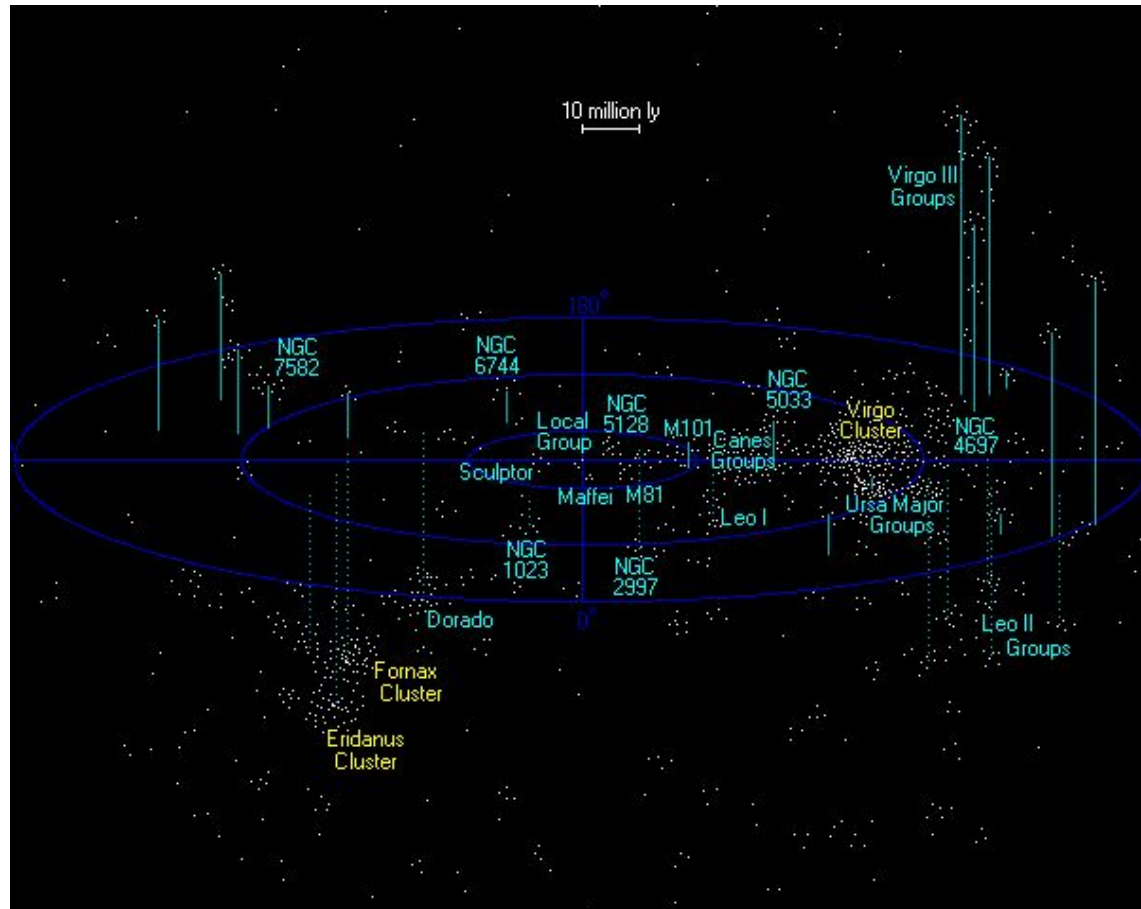 10 million ly
Virgo III
Groups
180°
NGC
7582
NGC
6744
NGC
5128
NGC
5033
Virgo
Cluster
Local
Group
M101
Canes
Groups
NGC
4697
Sculptor
Maffei
M81
Leo I
Ursa Major
Groups
NGC
1023
NGC
2997
0°
Dorado
Leo II
Groups
Fornax
Cluster
Eridanus
Cluster